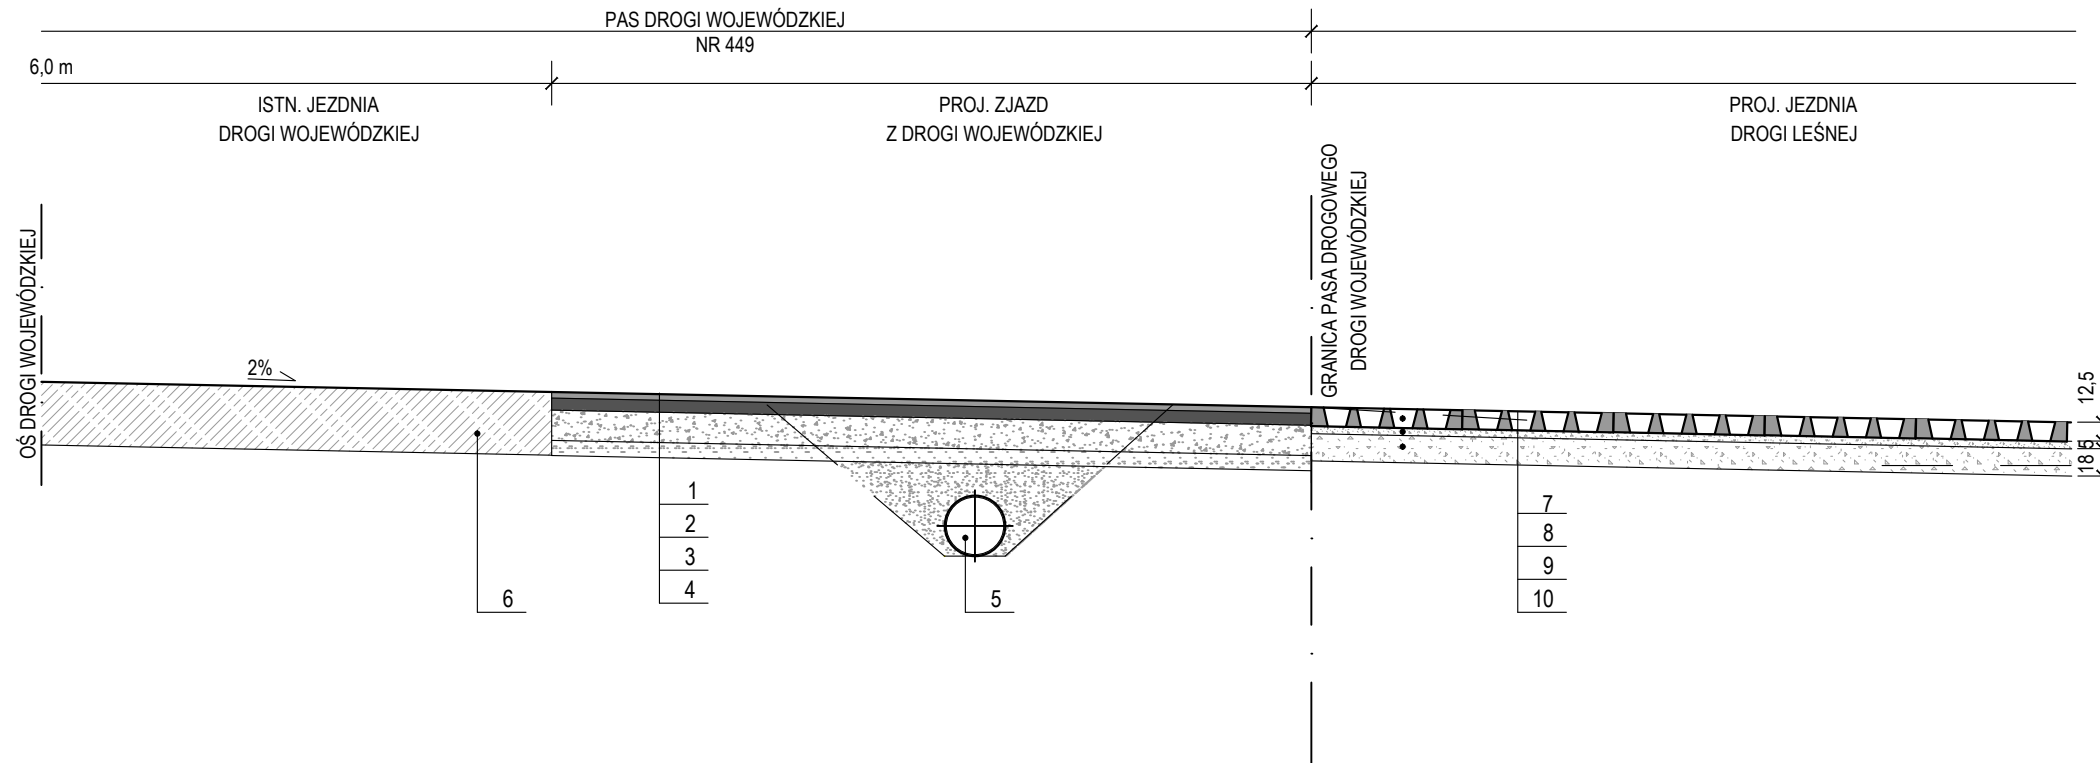 PAS DROGI WOJEWÓDZKIEJ
NR 449
6,0 m
ISTN. JEZDNIA
DROGI WOJEWÓDZKIEJ
PROJ. ZJAZD
Z DROGI WOJEWÓDZKIEJ
PROJ. JEZDNIA
DROGI LEŚNEJ
OŚ DROGI WOJEWÓDZKIEJ
GRANICA PASA DROGOWEGO
DROGI WOJEWÓDZKIEJ
2%
12,5
5
18
1
2
3
4
5
6
7
8
9
10